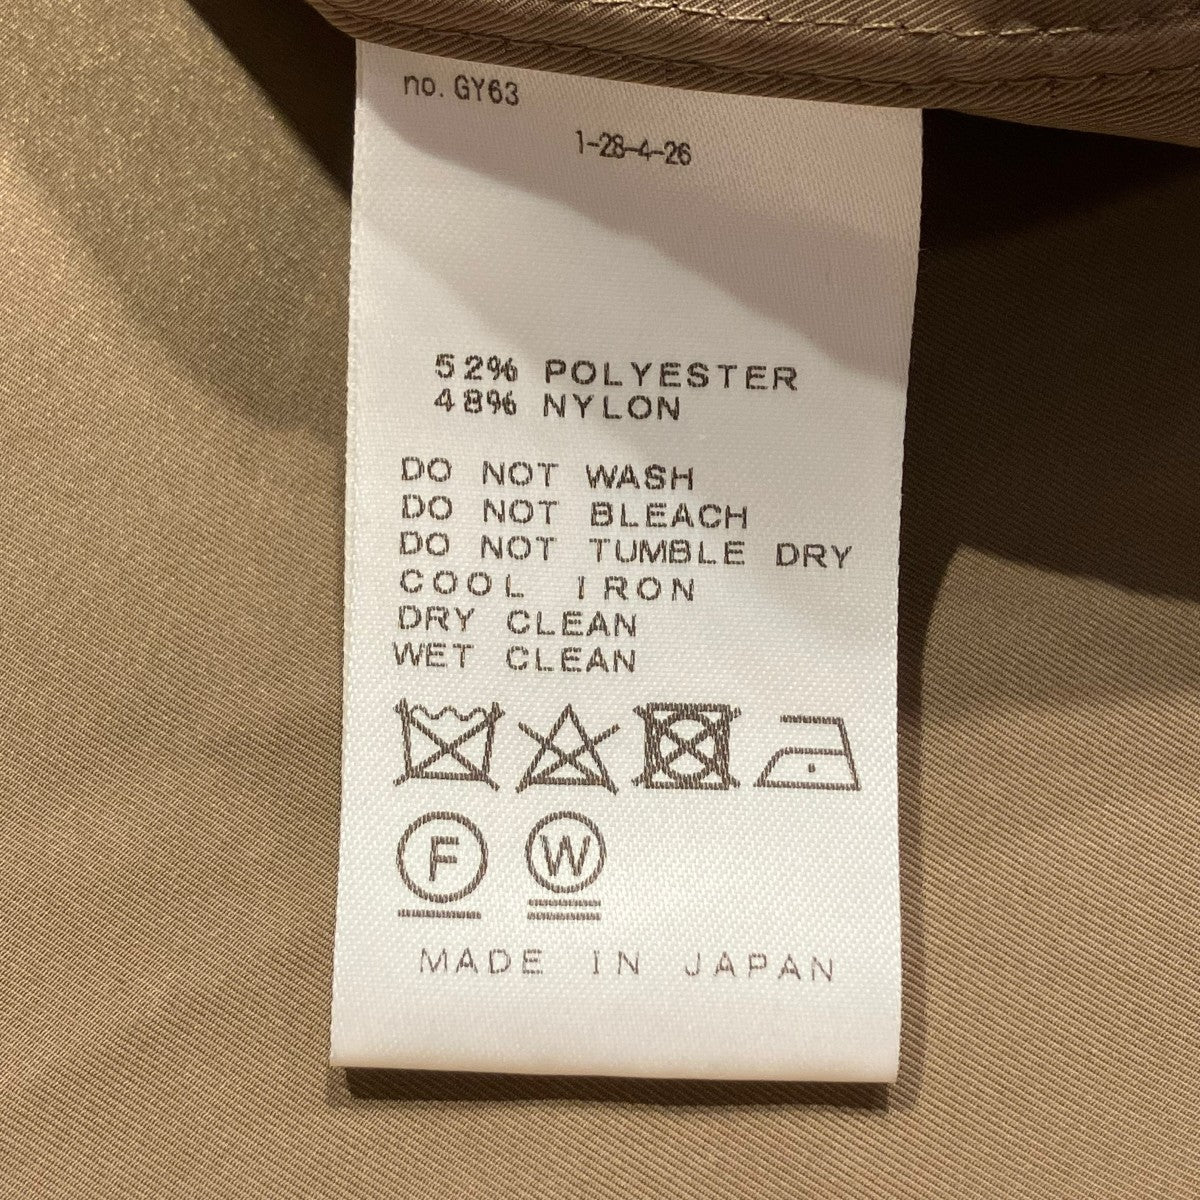 no. GY63
1-28-4-26
52% POLYESTER
48% NYLON
DO NOT WASH
DO NOT BLEACH
DO NOT TUMBLE DRY
COOL IRON
DRY CLEAN
WET CLEAN
F W
MADE IN JAPAN